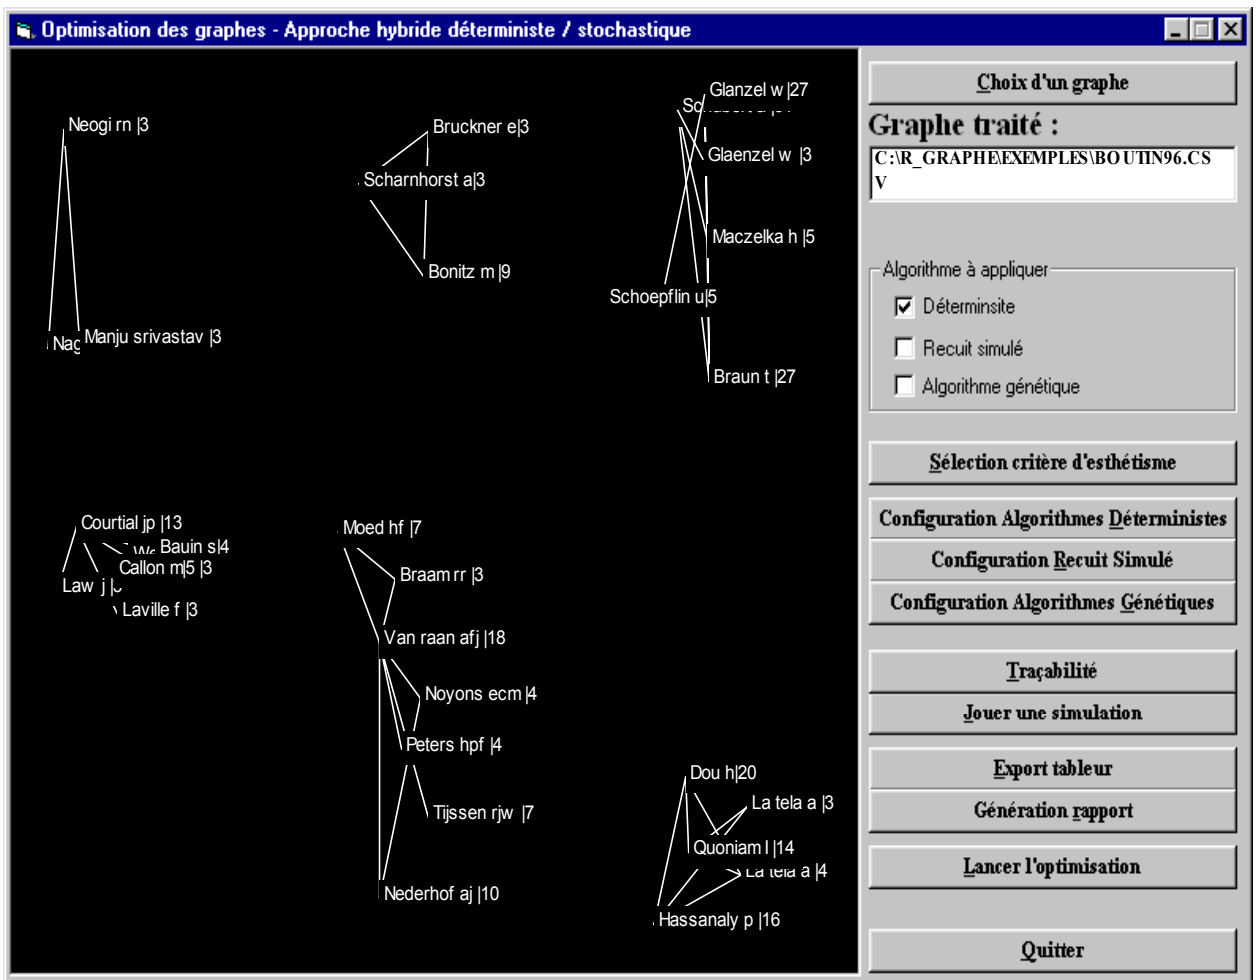 Optimisation des graphes - Approche hybride déterministe / stochastique
Neogi rn |3
Manju srivastav |3
Bruckner e|3
Scharnhorst a|3
Bonitz m |9
Glanzel w |27
Glaenzel w |3
Maczelka h |5
Schoepflin u|5
Braun t |27
Courtial jp |13
Bauin s|4
Callon m|5 |3
Law j
Laville f |3
Moed hf |7
Braam rr |3
Van raan afj |18
Noyons ecm |4
Peters hpf |4
Tijssen rjw |7
Nederhof aj |10
Dou h|20
La tela a |3
Quoniam l |14
La tela a |4
Hassanaly p |16
Choix d'un graphe
Graphe traité :
C:\R_GRAPHE\EXEMPLES\BOUTIN96.CS
V
Algorithme à appliquer
Déterminsite
Recuit simulé
Algorithme génétique
Sélection critère d'esthétisme
Configuration Algorithmes Déterministes
Configuration Recuit Simulé
Configuration Algorithmes Génétiques
Traçabilité
Jouer une simulation
Export tableur
Génération rapport
Lancer l'optimisation
Quitter